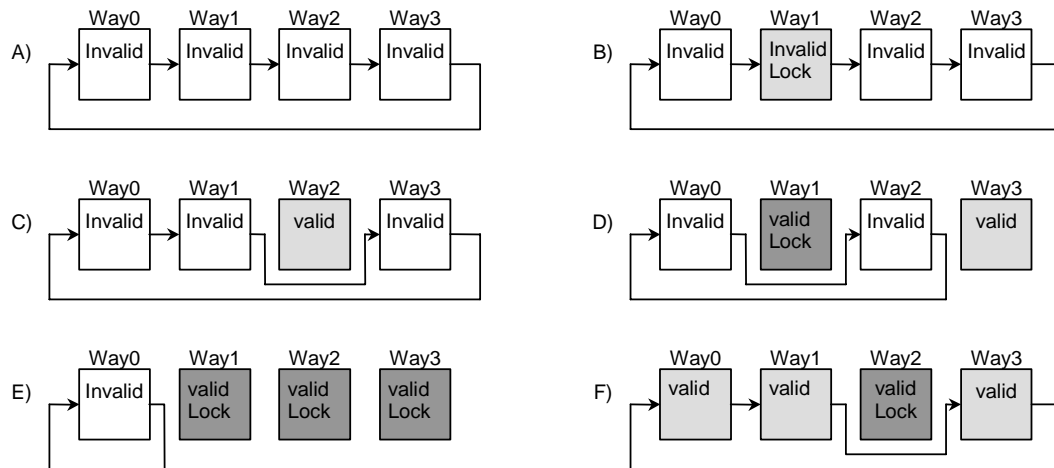 Way0 Way1 Way2 Way3
A) Invalid Invalid Invalid Invalid
Way0 Way1 Way2 Way3
B) Invalid Invalid Invalid Invalid
Lock
Way0 Way1 Way2 Way3
C) Invalid Invalid valid Invalid
Way0 Way1 Way2 Way3
D) Invalid valid Invalid valid
Lock
Way0 Way1 Way2 Way3
E) Invalid valid valid valid
Lock Lock Lock
Way0 Way1 Way2 Way3
F) valid valid valid valid
Lock